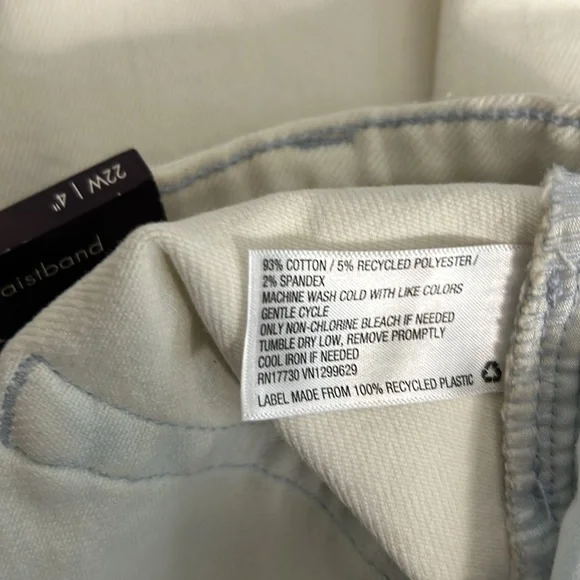 22W | 4"
aistband
93% COTTON / 5% RECYCLED POLYESTER /
2% SPANDEX
MACHINE WASH COLD WITH LIKE COLORS
GENTLE CYCLE
ONLY NON-CHLORINE BLEACH IF NEEDED
TUMBLE DRY LOW, REMOVE PROMPTLY
COOL IRON IF NEEDED
RN17730 VN1299629
LABEL MADE FROM 100% RECYCLED PLASTIC